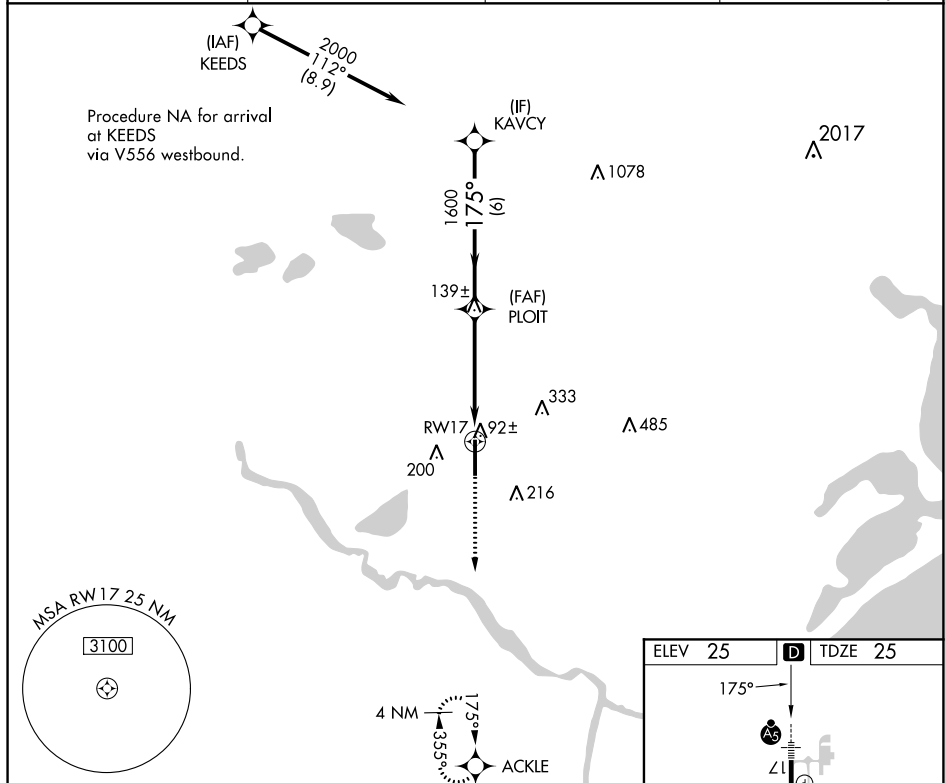 (IAF)
KEEDS
2000
112°
(8.9)
Procedure NA for arrival
at KEEDS
via V556 westbound.
(IF)
KAVCY
1078
2017
1600
175°
(6)
139±
(FAF)
PLOIT
333
RW17
92±
485
200
216
MSA RW17 25 NM
3100
4 NM
175°
355°
ACKLE
ELEV 25
D
TDZE 25
175°
A5
17